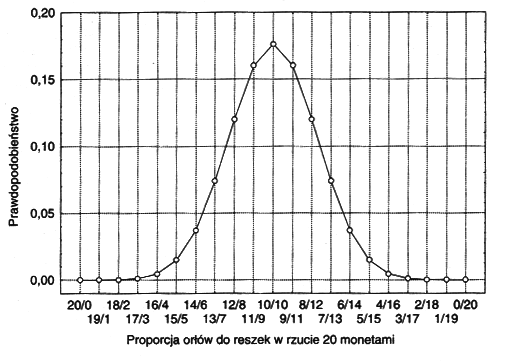 0,20
0,15
0,10
0,05
0,00
Prawdopodobieństwo
20/0 18/2 16/4 14/6 12/8 10/10 8/12 6/14 4/16 2/18 0/20
19/1 17/3 15/5 13/7 11/9 9/11 7/13 5/15 3/17 1/19
Proporcja orłów do reszek w rzucie 20 monetami